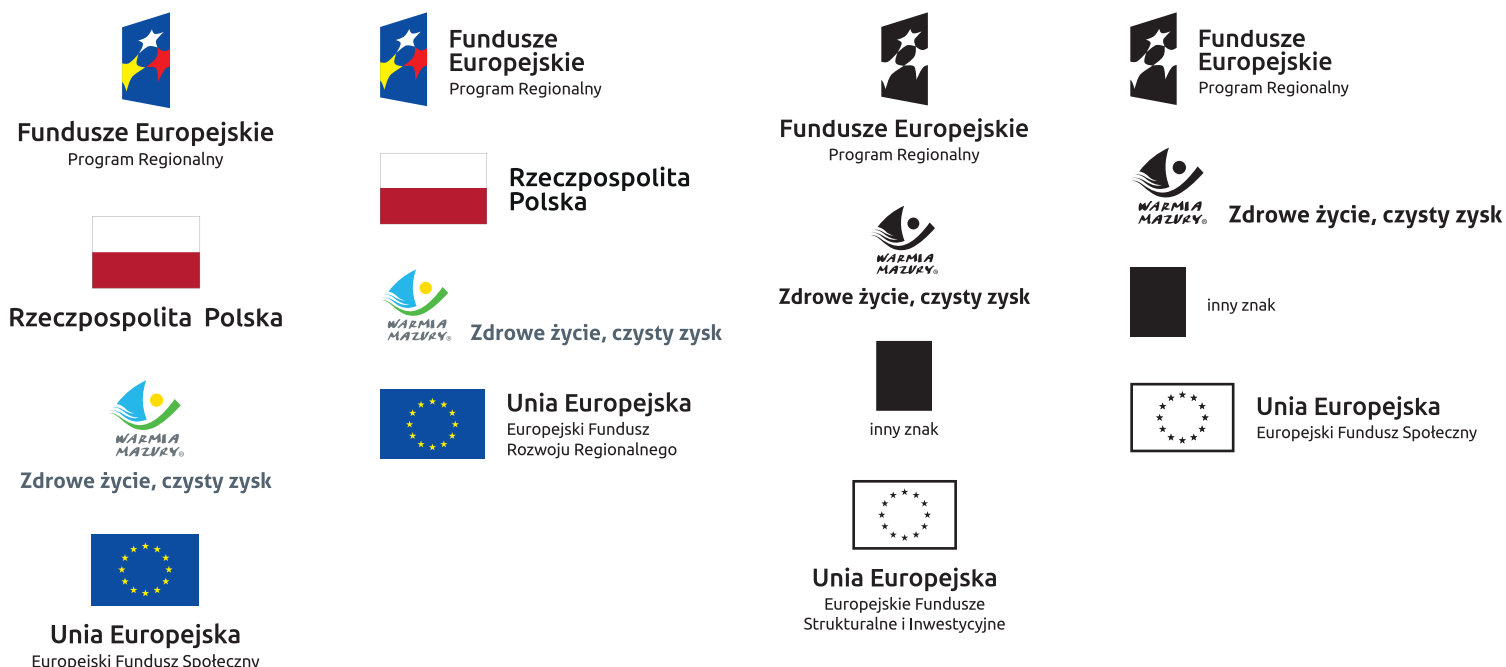 Fundusze Europejskie
Program Regionalny
Rzeczpospolita Polska
WARMIA
MAZURY®
Zdrowe życie, czysty zysk
Unia Europejska
Europejski Fundusz Społeczny
Fundusze
Europejskie
Program Regionalny
Rzeczpospolita
Polska
WARMIA
MAZURY®
Zdrowe życie, czysty zysk
Unia Europejska
Europejski Fundusz
Rozwoju Regionalnego
Fundusze Europejskie
Program Regionalny
WARMIA
MAZURY®
Zdrowe życie, czysty zysk
inny znak
Unia Europejska
Europejskie Fundusze
Strukturalne i Inwestycyjne
Fundusze
Europejskie
Program Regionalny
WARMIA
MAZURY®
Zdrowe życie, czysty zysk
inny znak
Unia Europejska
Europejski Fundusz Społeczny